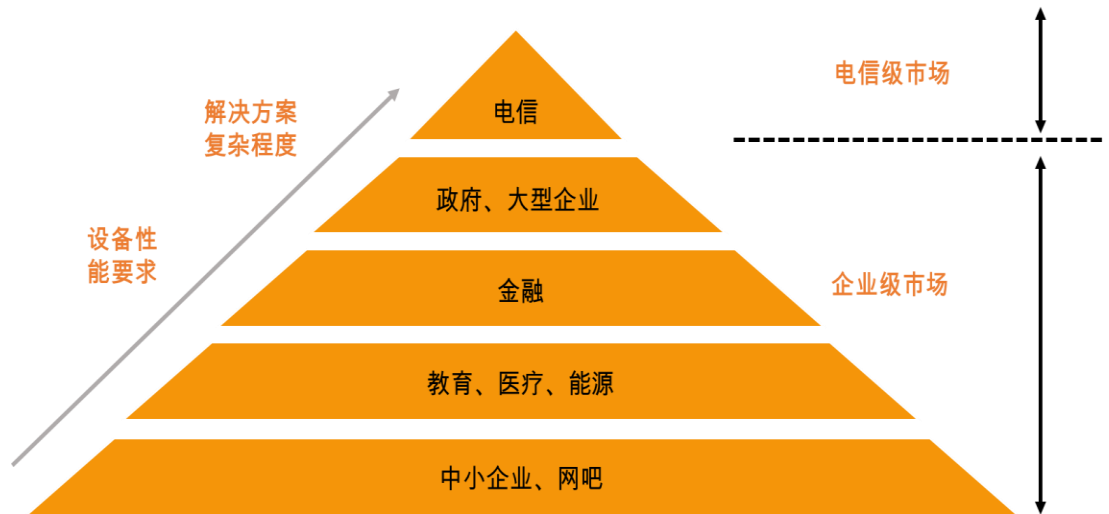 电信
电信级市场
解决方案
复杂程度
政府、大型企业
设备性
能要求
金融
企业级市场
教育、医疗、能源
中小企业、网吧